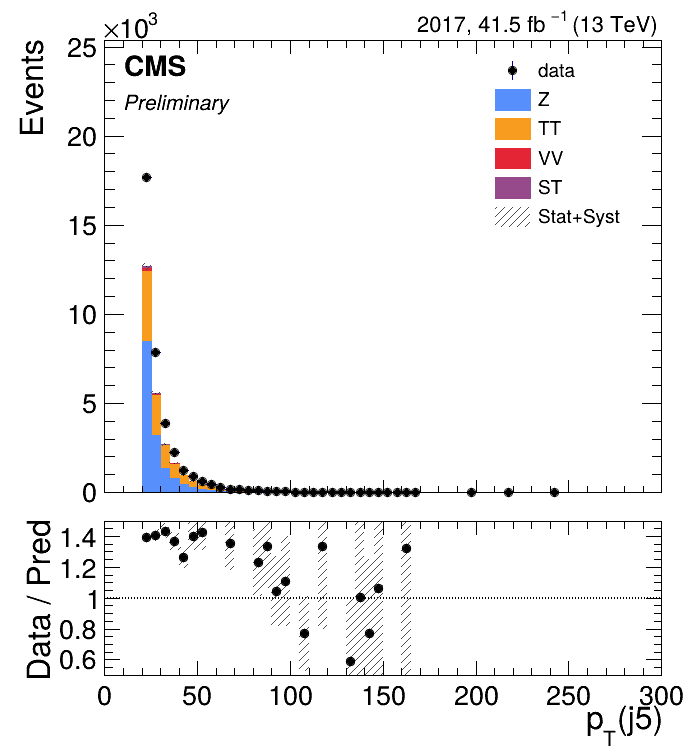 ×10³
2017, 41.5 fb⁻¹ (13 TeV)
Events
25
20
15
10
5
0
CMS
Preliminary
data
Z
TT
VV
ST
Stat+Syst
Data / Pred
1.4
1.2
1
0.8
0.6
0 50 100 150 200 250 300
p_T(j5)